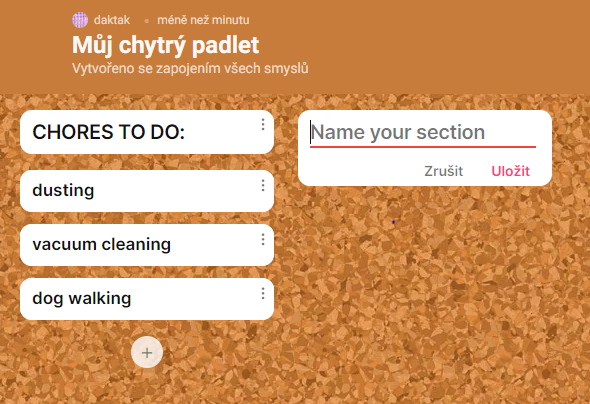 daktak • méně než minutu
Můj chytrý padlet
Vytvořeno se zapojením všech smyslů
CHORES TO DO:
dusting
vacuum cleaning
dog walking
+
Name your section
Zrušit Uložit